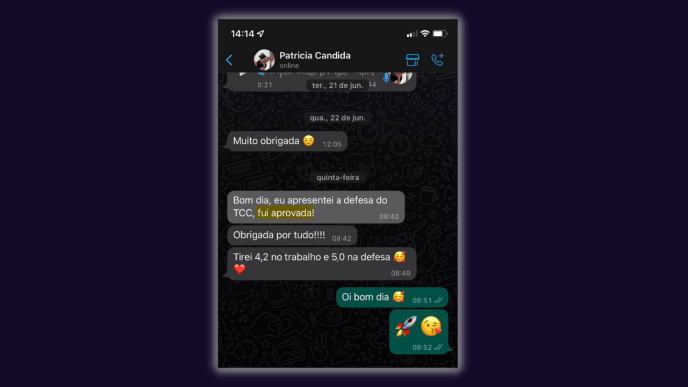 14:14
Patricia Candida
online
0:21
ter., 21 de jun.
44
qua., 22 de jun.
Muito obrigada 😚 12:05
quinta-feira
Bom dia, eu apresentei a defesa do
TCC, fui aprovada!
08:42
Obrigada por tudo!!!! 08:42
Tirei 4,2 no trabalho e 5,0 na defesa 🥰
❤️
08:49
Oi bom dia 🥰 08:51
🚀😘
08:52